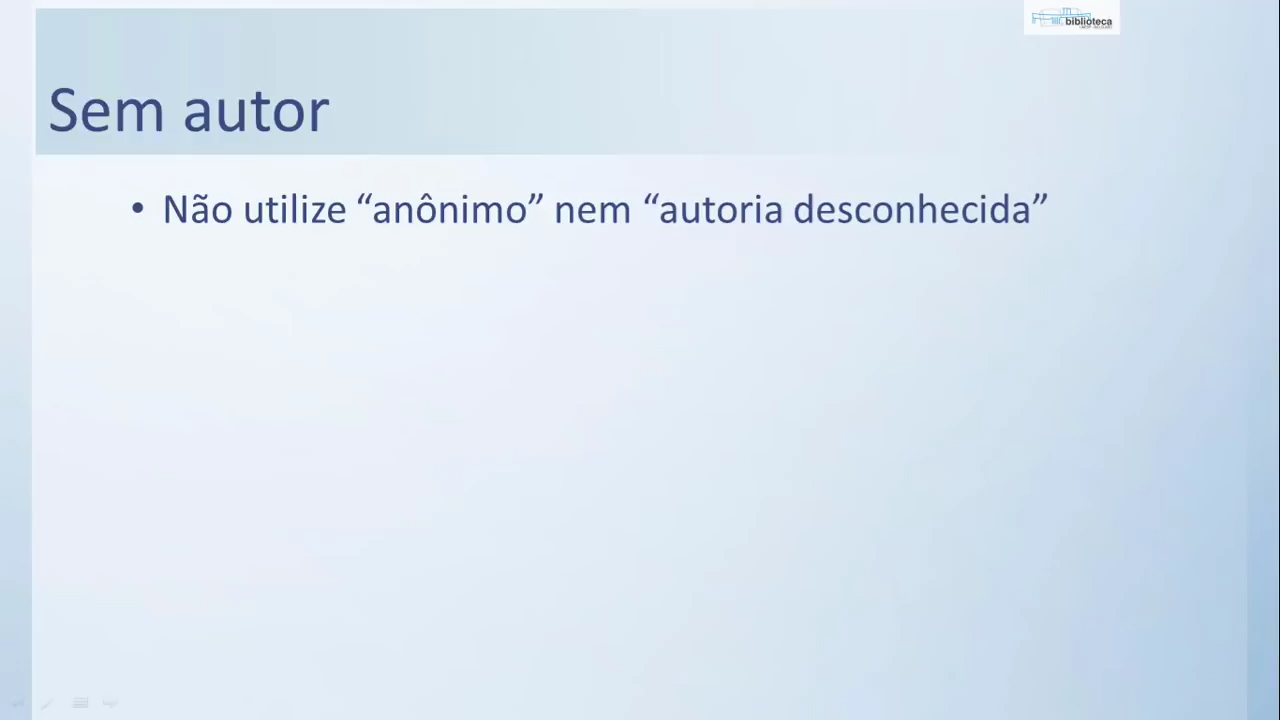 biblioteca
Sem autor
• Não utilize “anônimo” nem “autoria desconhecida”